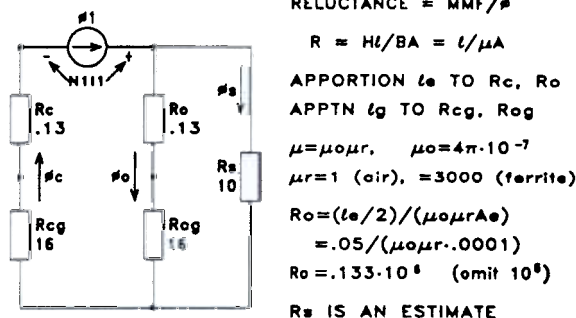 RELUCTANCE = MMF/ø
ø1
- N1I1 +
R = Hℓ/BA = ℓ/μA
Rc
.13
Ro
.13
øs
APPORTION ℓe TO Rc, Ro
APPTN ℓg TO Rcg, Rog
øc
øo
Rs
10
μ=μoμr, μo=4π·10⁻⁷
μr=1 (air), =3000 (ferrite)
Rcg
16
Rog
16
Ro=(ℓe/2)/(μoμrAe)
=.05/(μoμr·.0001)
Ro=.133·10⁶ (omit 10⁶)
Rs IS AN ESTIMATE